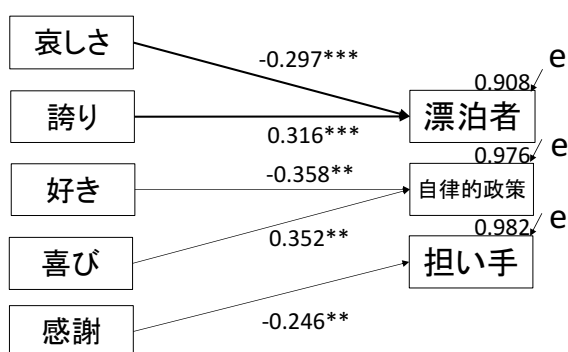 哀しさ
-0.297***
e
0.908
誇り
漂泊者
0.316***
e
0.976
好き
-0.358**
自律的政策
e
0.982
喜び
0.352**
担い手
感謝
-0.246**